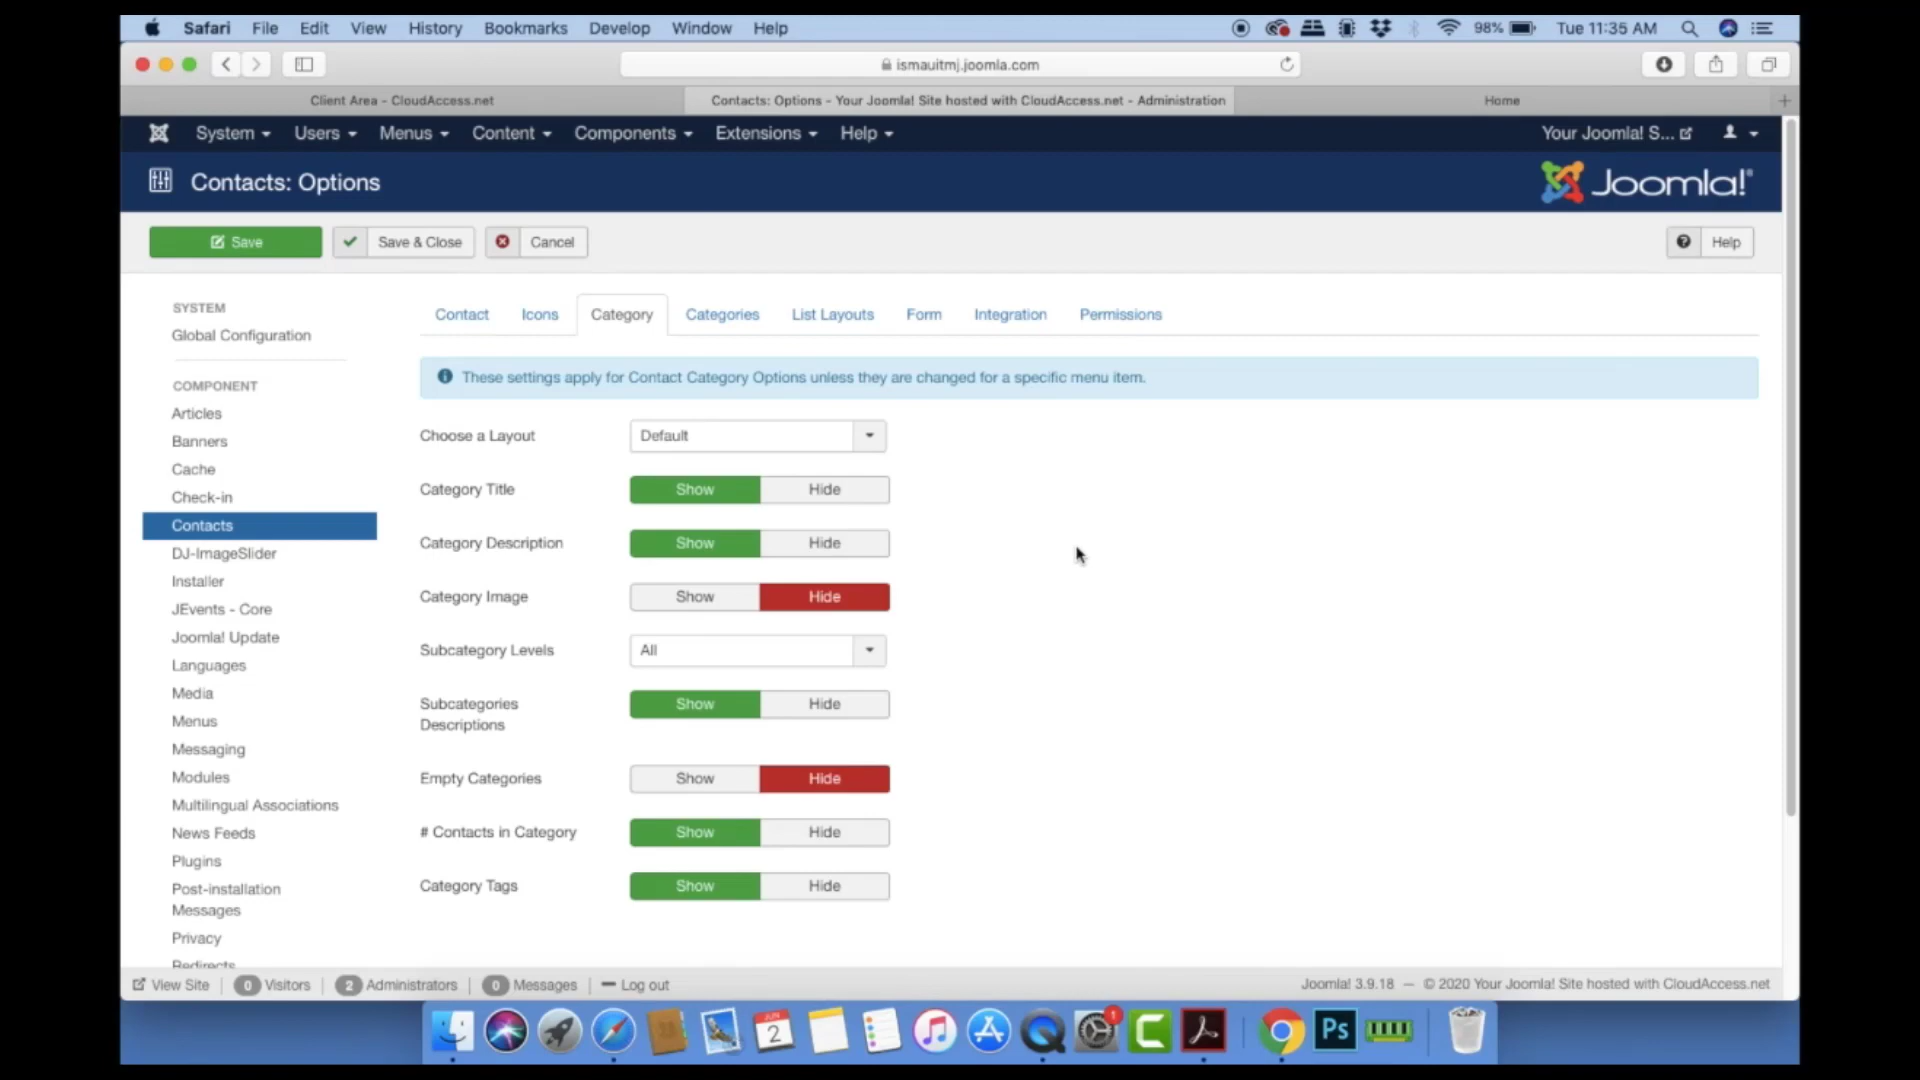 Safari File Edit View History Bookmarks Develop Window Help 98% Tue 11:35 AM
ismauitmj.joomla.com
Client Area - CloudAccess.net
Contacts: Options - Your Joomla! Site hosted with CloudAccess.net - Administration
Home
System Users Menus Content Components Extensions Help Your Joomla! S...
Contacts: Options
Joomla!®
Save Save & Close Cancel Help
SYSTEM
Global Configuration
COMPONENT
Articles
Banners
Cache
Check-in
Contacts
DJ-ImageSlider
Installer
JEvents - Core
Joomla! Update
Languages
Media
Menus
Messaging
Modules
Multilingual Associations
News Feeds
Plugins
Post-installation
Messages
Privacy
Redirects
Contact Icons Category Categories List Layouts Form Integration Permissions
These settings apply for Contact Category Options unless they are changed for a specific menu item.
Choose a Layout Default
Category Title Show Hide
Category Description Show Hide
Category Image Show Hide
Subcategory Levels All
Subcategories
Descriptions Show Hide
Empty Categories Show Hide
# Contacts in Category Show Hide
Category Tags Show Hide
View Site 0 Visitors 2 Administrators 0 Messages Log out
Joomla! 3.9.18 — © 2020 Your Joomla! Site hosted with CloudAccess.net
JUN
2
1
Ps